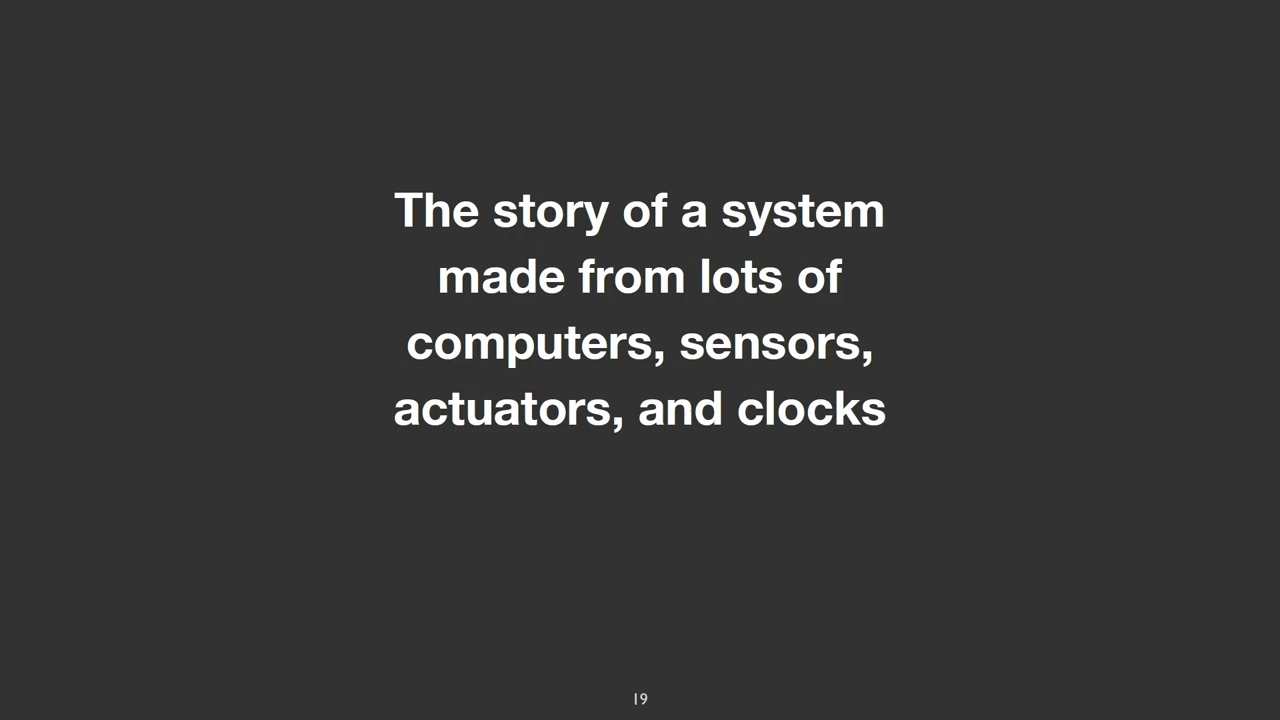 The story of a system
made from lots of
computers, sensors,
actuators, and clocks
19